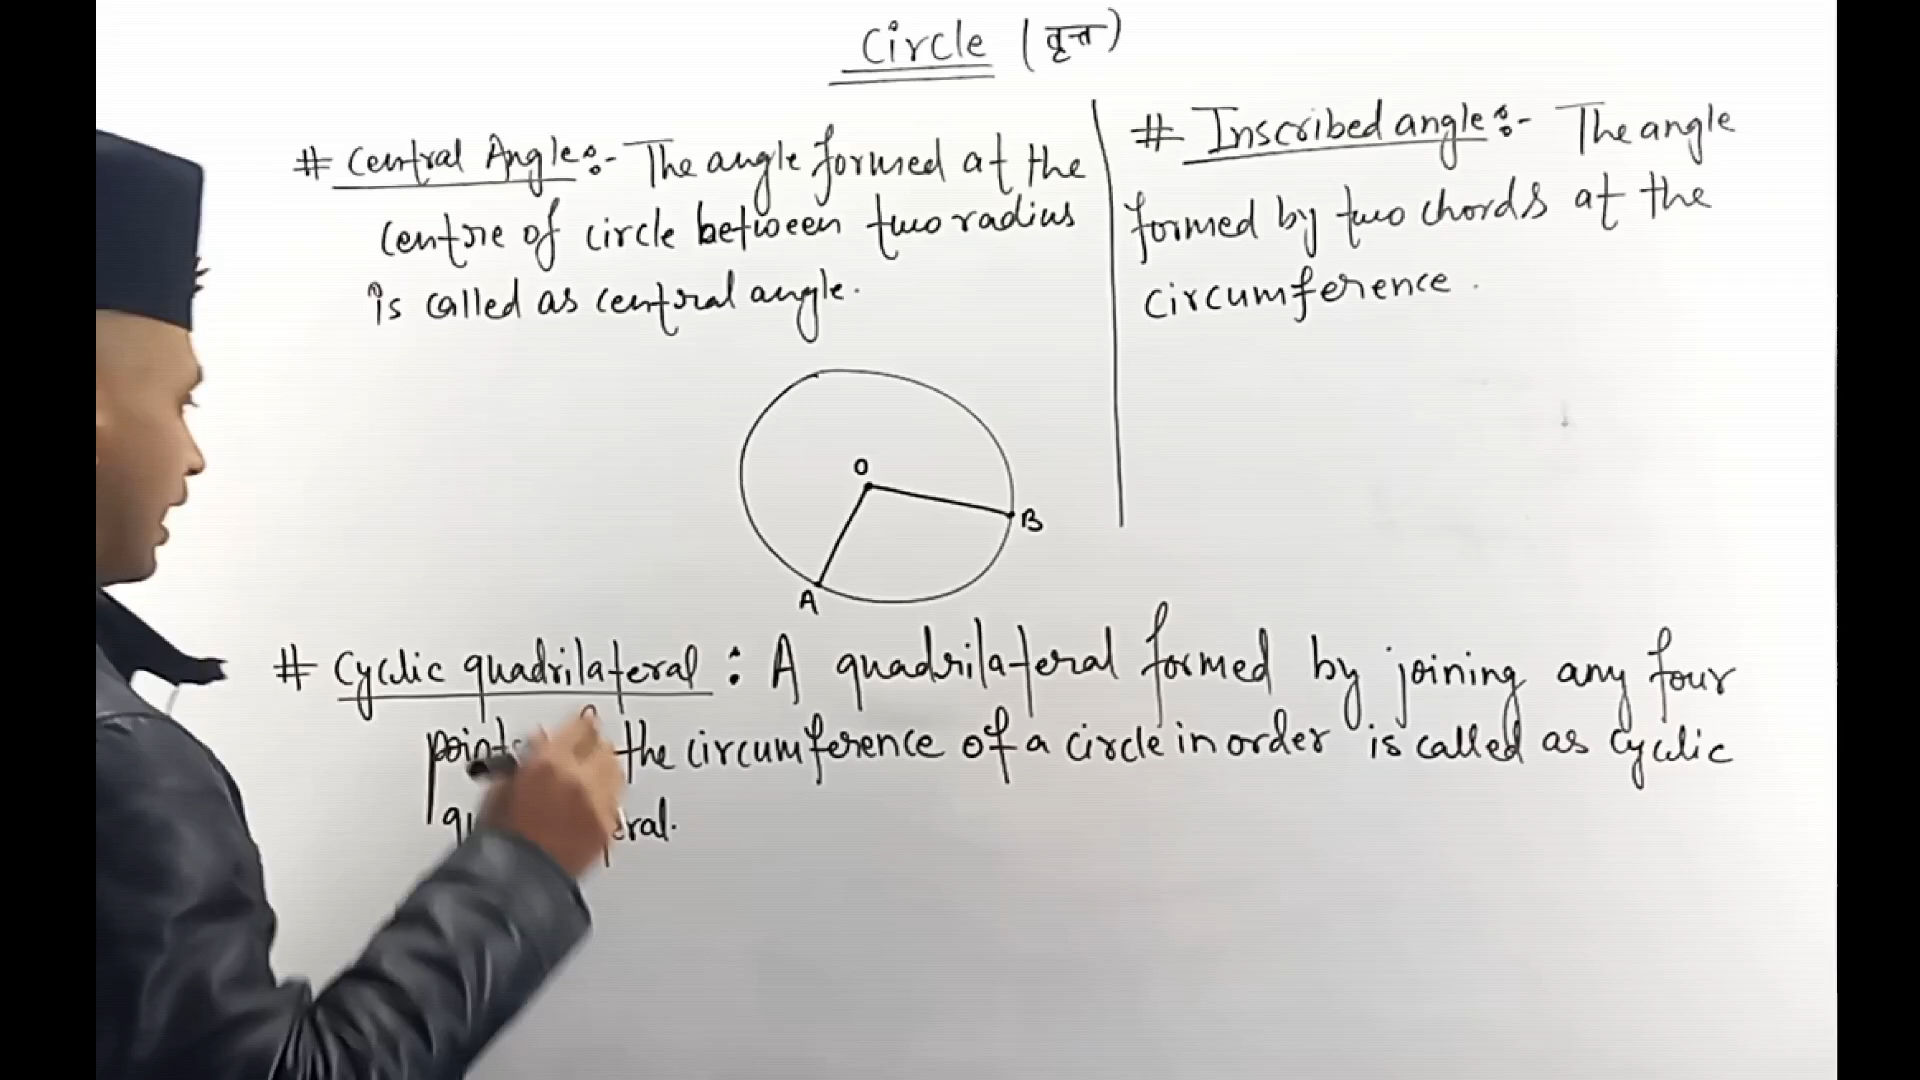 Circle (वृत्त)
# Central Angle :- The angle formed at the
centre of circle between two radius
is called as central angle.
# Inscribed angle :- The angle
formed by two chords at the
circumference.
O
B
A
# Cyclic quadrilateral : A quadrilateral formed by joining any four
points the circumference of a circle in order is called as cyclic